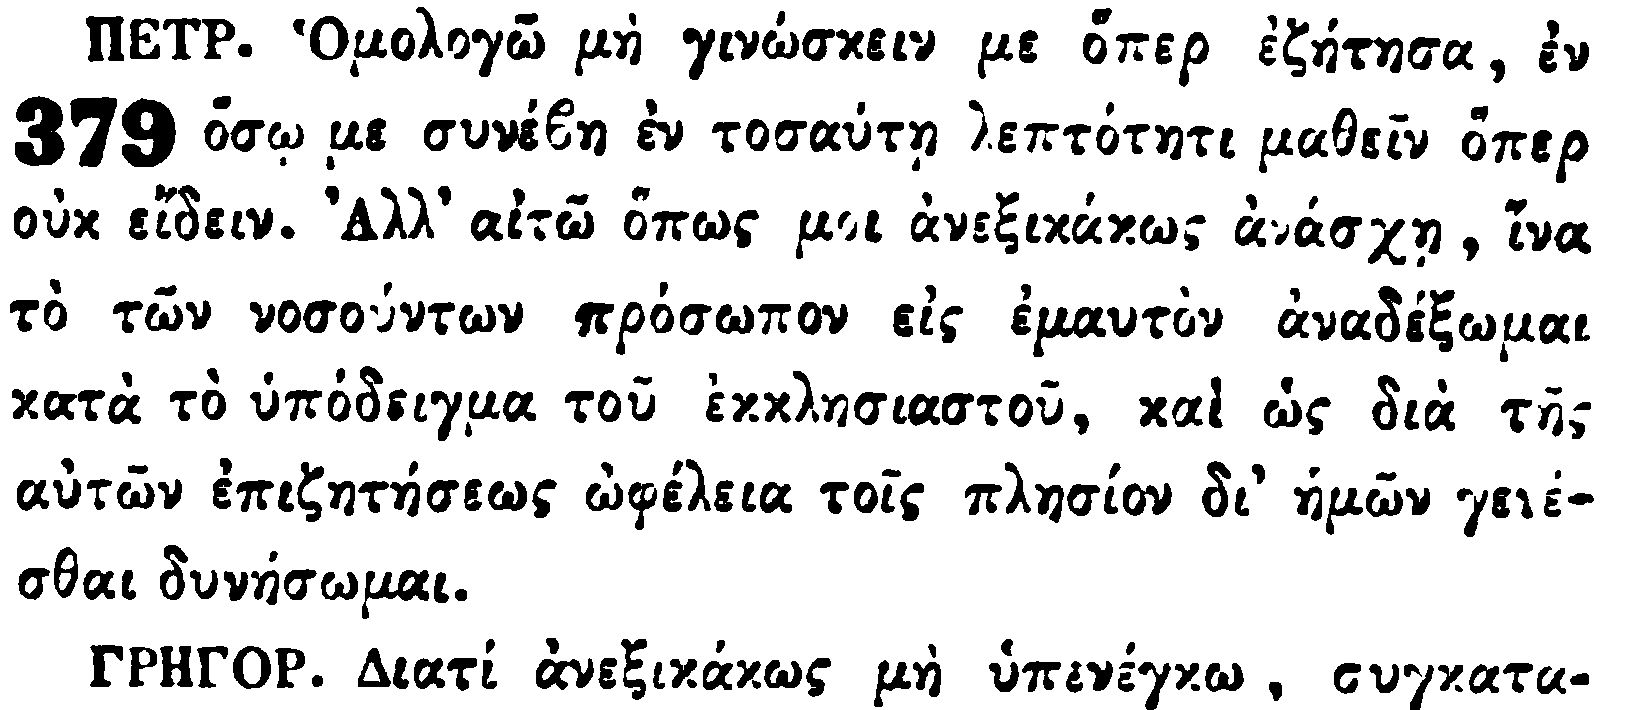 ΠΕΤΡ. Ὁμολογῶ μὴ γινώσκειν με ὅπερ ἐζήτησα, ἐν
379 ὅσῳ με συνέϐη ἐν τοσαύτῃ λεπτότητι μαθεῖν ὅπερ
οὐκ εἴδειν. Ἀλλ' αἰτῶ ὅπως μοι ἀνεξικάκως ἀνάσχῃ, ἵνα
τὸ τῶν νοσούντων πρόσωπον εἰς ἐμαυτὸν ἀναδέξωμαι
κατὰ τὸ ὑπόδειγμα τοῦ ἐκκλησιαστοῦ, καὶ ὡς διὰ τῆς
αὐτῶν ἐπιζητήσεως ὠφέλεια τοῖς πλησίον δι' ἡμῶν γενέ-
σθαι δυνήσωμαι.
ΓΡΗΓΟΡ. Διατί ἀνεξικάκως μὴ ὑπενέγκω, συγκατα-